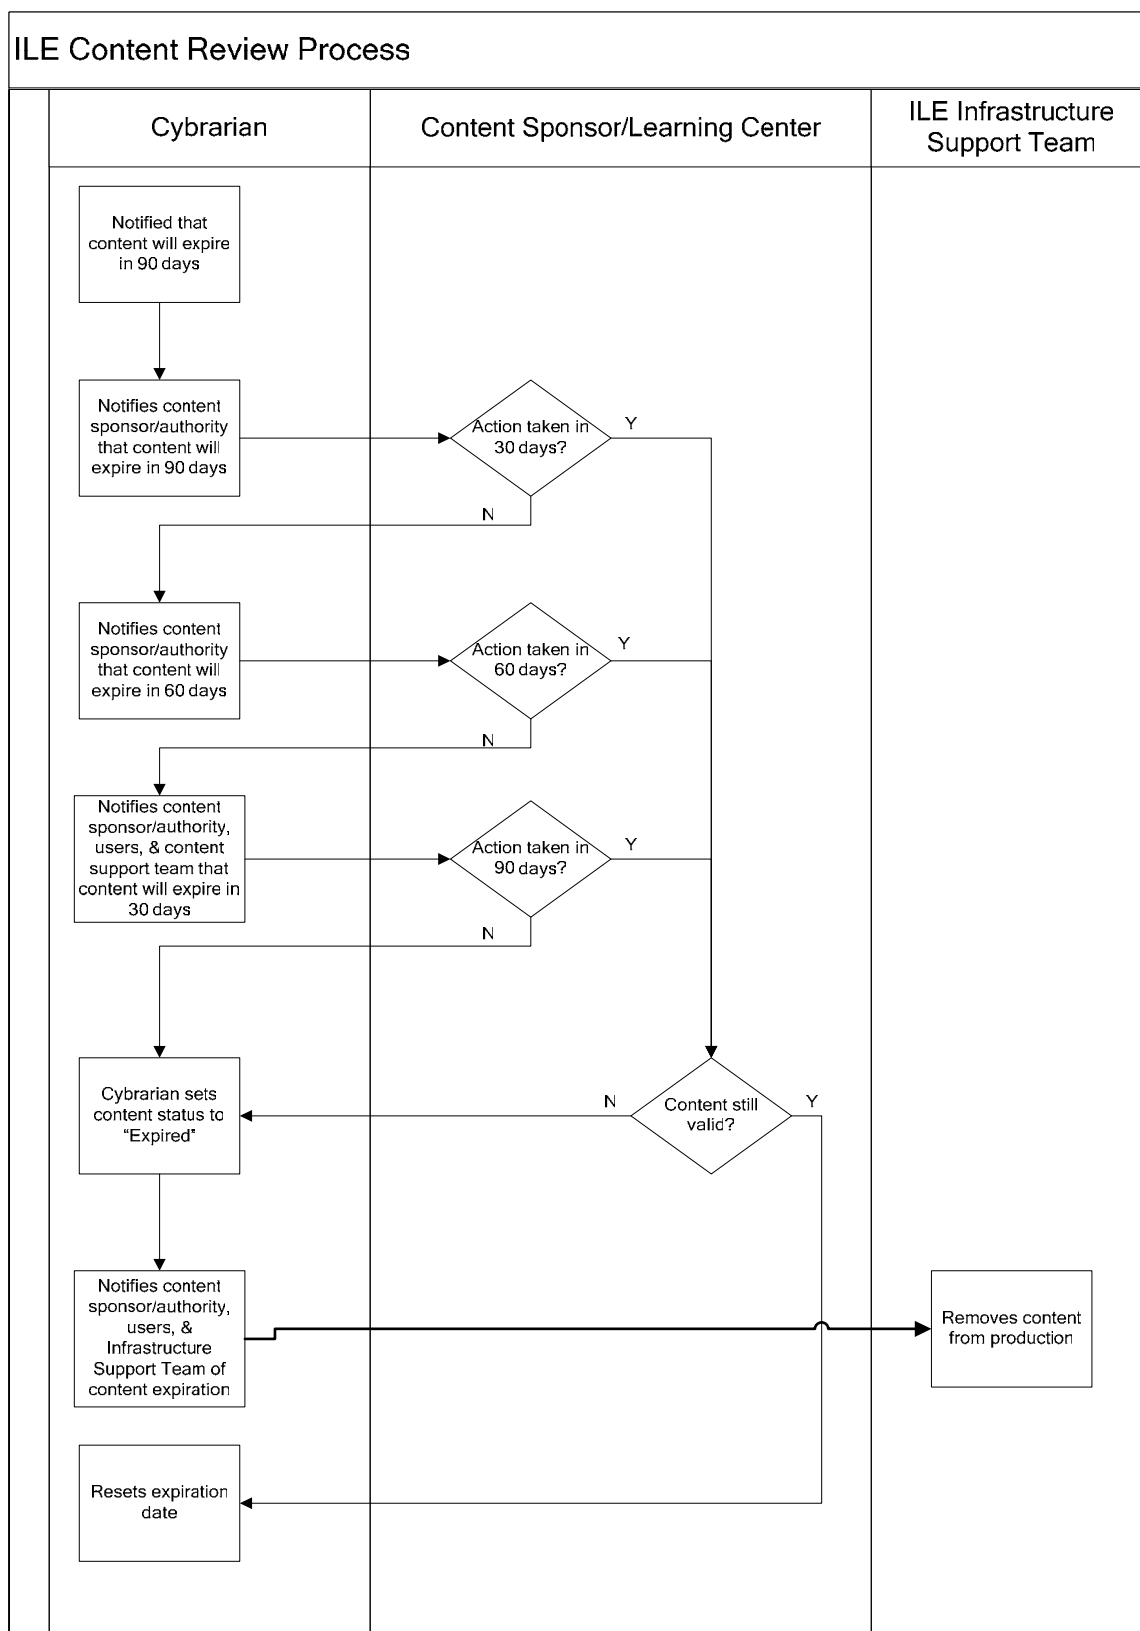 ILE Content Review Process
Cybrarian
Content Sponsor/Learning Center
ILE Infrastructure
Support Team
Notified that
content will expire
in 90 days
Notifies content
sponsor/authority
that content will
expire in 90 days
Action taken in
30 days?
Y
N
Notifies content
sponsor/authority
that content will
expire in 60 days
Action taken in
60 days?
Y
N
Notifies content
sponsor/authority,
users, & content
support team that
content will expire in
30 days
Action taken in
90 days?
Y
N
Cybrarian sets
content status to
“Expired”
N
Content still
valid?
Y
Notifies content
sponsor/authority,
users, &
Infrastructure
Support Team of
content expiration
Removes content
from production
Resets expiration
date